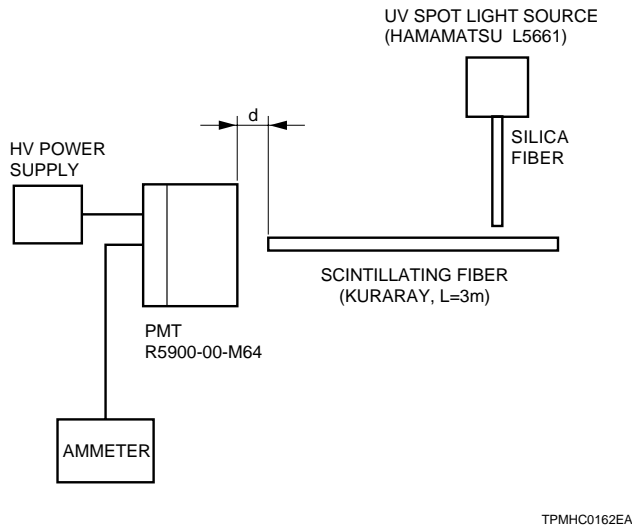 UV SPOT LIGHT SOURCE
(HAMAMATSU L5661)
d
HV POWER
SUPPLY
SILICA
FIBER
SCINTILLATING FIBER
(KURARAY, L=3m)
PMT
R5900-00-M64
AMMETER
TPMHC0162EA